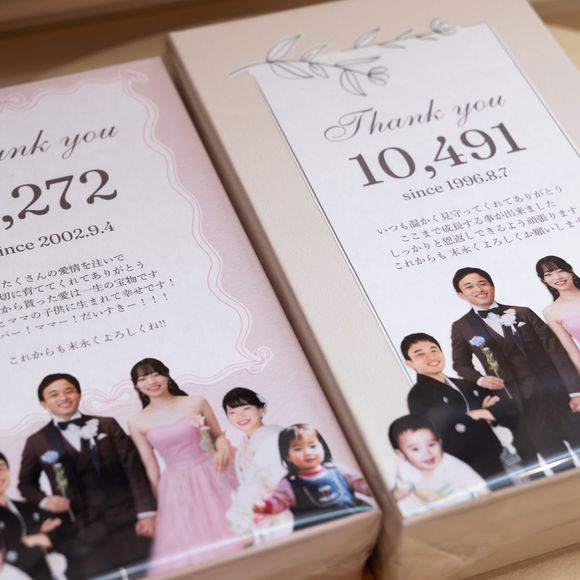 ank you
,272
ince 2002.9.4
たくさんの愛情を注いで
切に育ててくれてありがとう
から貰った愛は一生の宝物です!
とママの子供に生まれて幸せです!
パー!ママー!だいすきー!!!
これからも末永くよろしくね!!
Thank you
10,491
since 1996.8.7
いつも温かく見守ってくれてありがとう
ここまで成長する事が出来ました
しっかりと恩返しできるよう頑張ります
これからも末永くよろしくお願いしま